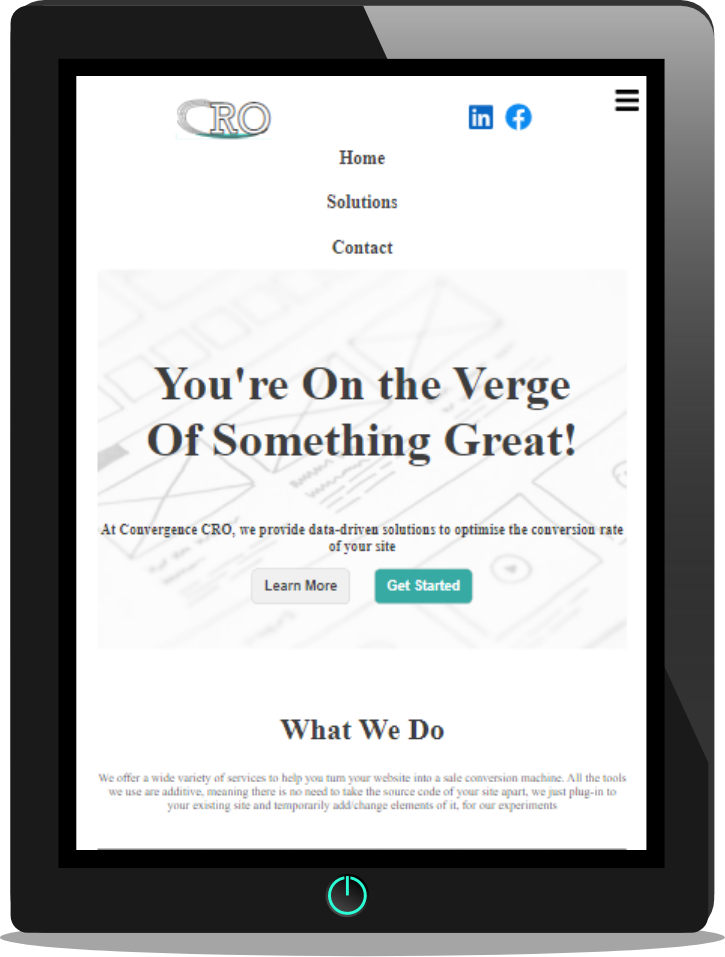 CRO
in
Home
Solutions
Contact
You're On the Verge
Of Something Great!
At Convergence CRO, we provide data-driven solutions to optimise the conversion rate
of your site
Learn More
Get Started
What We Do
We offer a wide variety of services to help you turn your website into a sale conversion machine. All the tools
we use are additive, meaning there is no need to take the source code of your site apart, we just plug-in to
your existing site and temporarily add/change elements of it, for our experiments